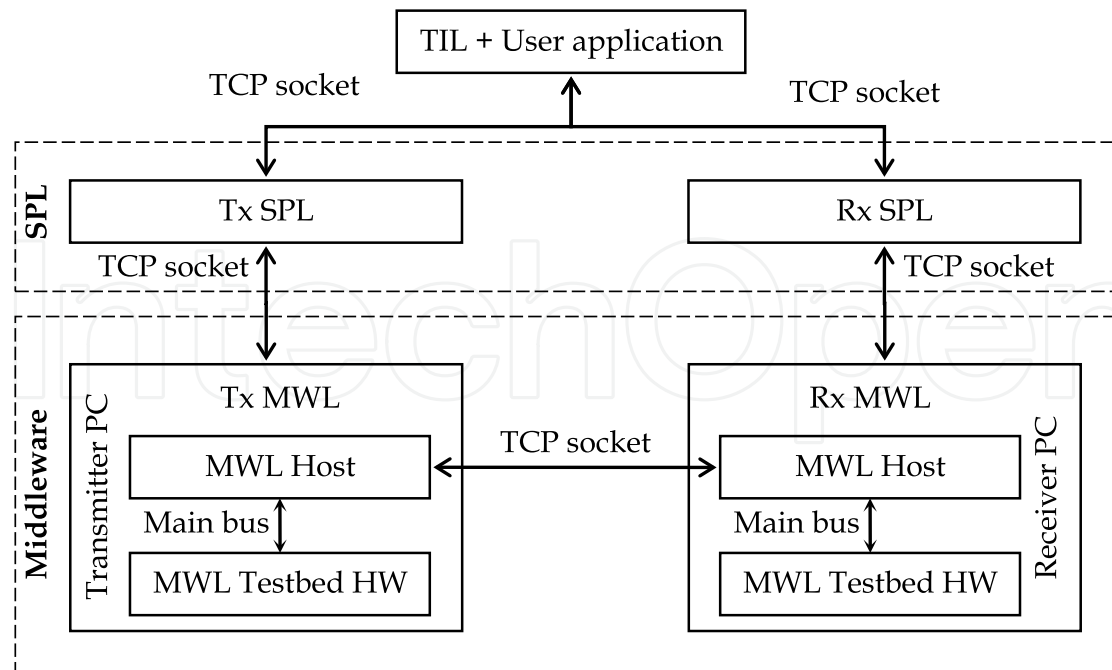 TIL + User application
TCP socket
TCP socket
SPL
Tx SPL
Rx SPL
TCP socket
TCP socket
IntechOpen
Middleware
Transmitter PC
Tx MWL
MWL Host
Main bus
MWL Testbed HW
TCP socket
Rx MWL
MWL Host
Main bus
MWL Testbed HW
Receiver PC